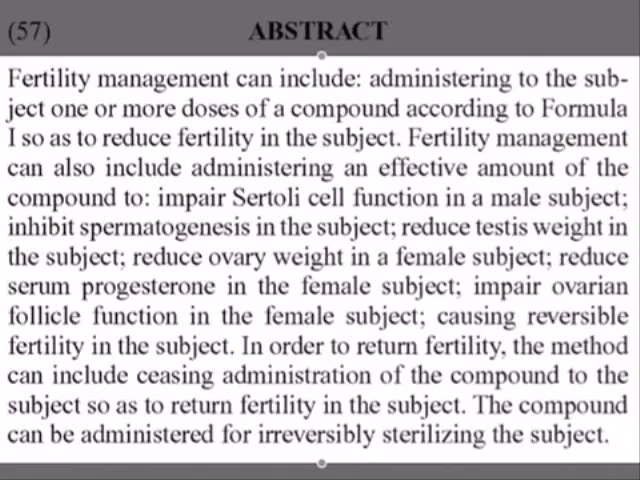 (57) ABSTRACT
Fertility management can include: administering to the sub-
ject one or more doses of a compound according to Formula
I so as to reduce fertility in the subject. Fertility management
can also include administering an effective amount of the
compound to: impair Sertoli cell function in a male subject;
inhibit spermatogenesis in the subject; reduce testis weight in
the subject; reduce ovary weight in a female subject; reduce
serum progesterone in the female subject; impair ovarian
follicle function in the female subject; causing reversible
fertility in the subject. In order to return fertility, the method
can include ceasing administration of the compound to the
subject so as to return fertility in the subject. The compound
can be administered for irreversibly sterilizing the subject.